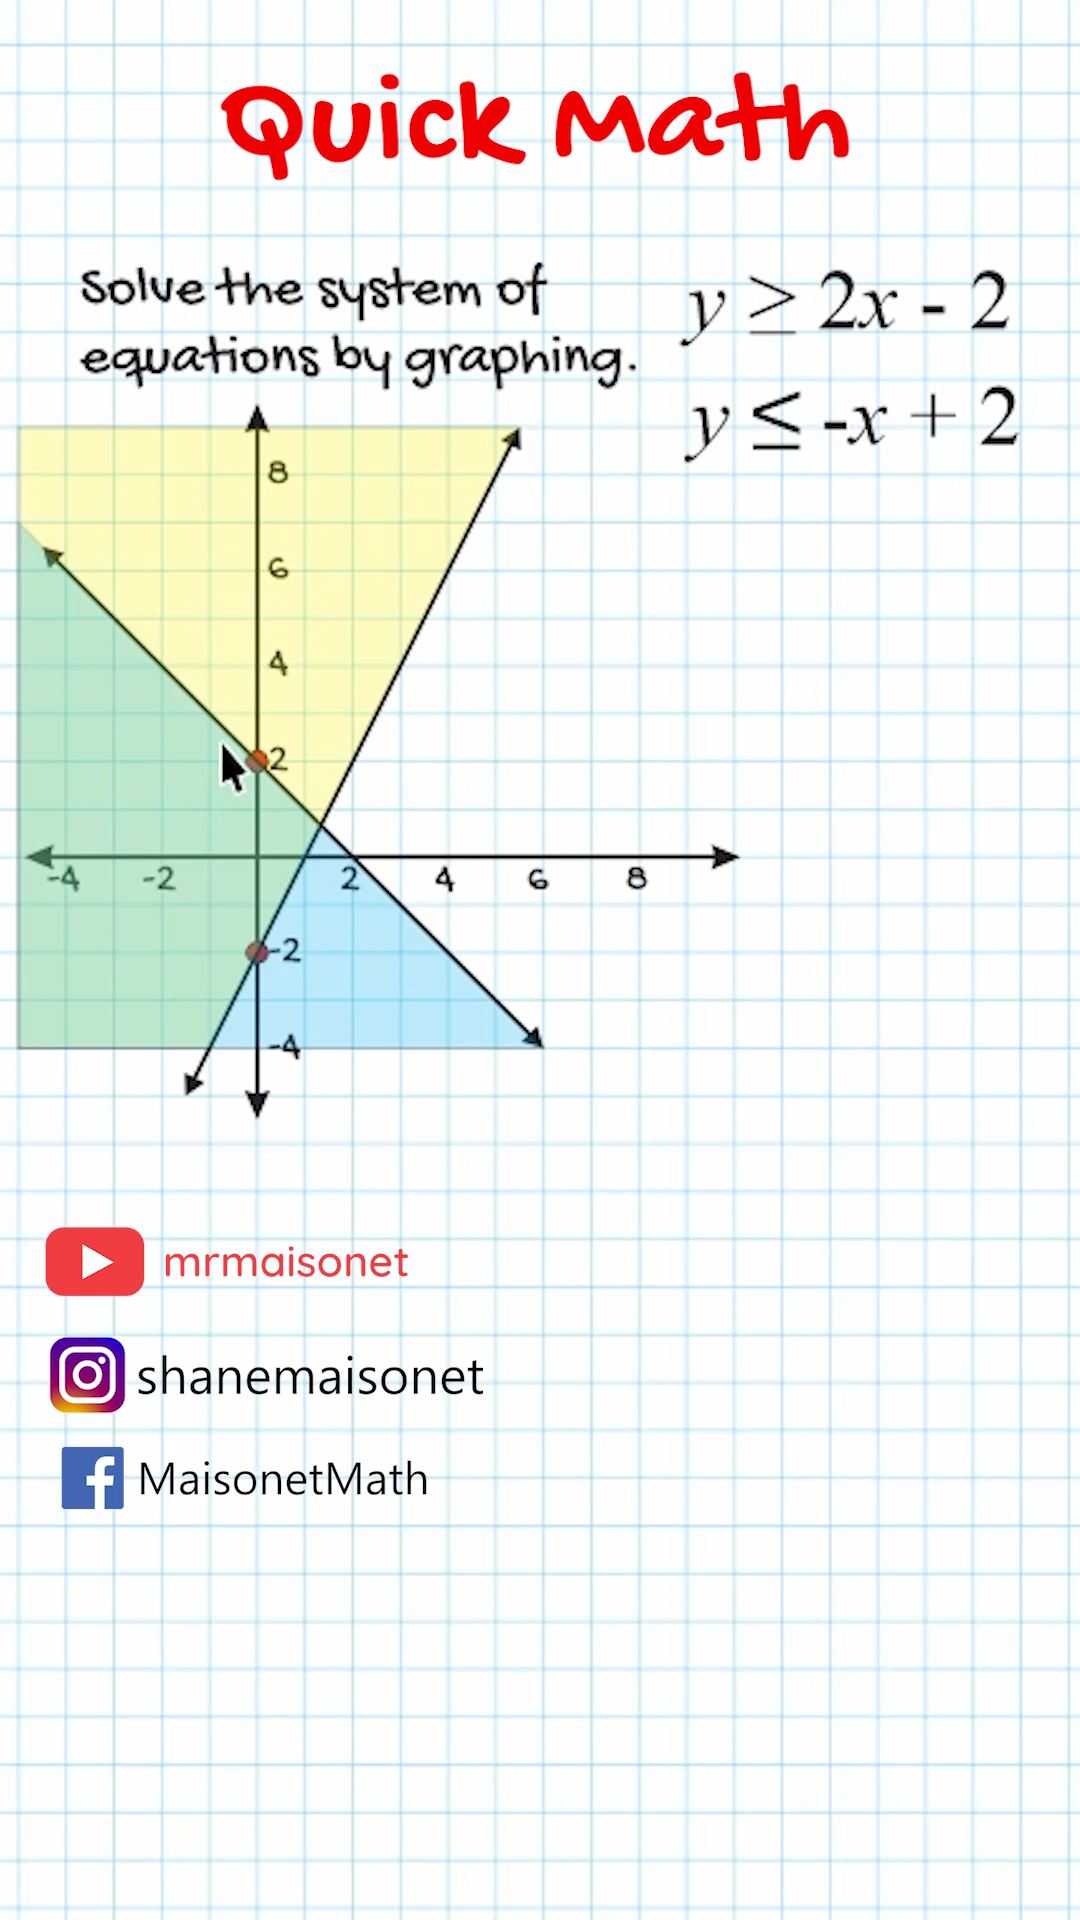 Quick Math
Solve the system of
equations by graphing.
y ≥ 2x - 2
y ≤ -x + 2
8
6
4
2
-4 -2 2 4 6 8
-2
-4
mrmaisonet
shanemaisonet
MaisonetMath